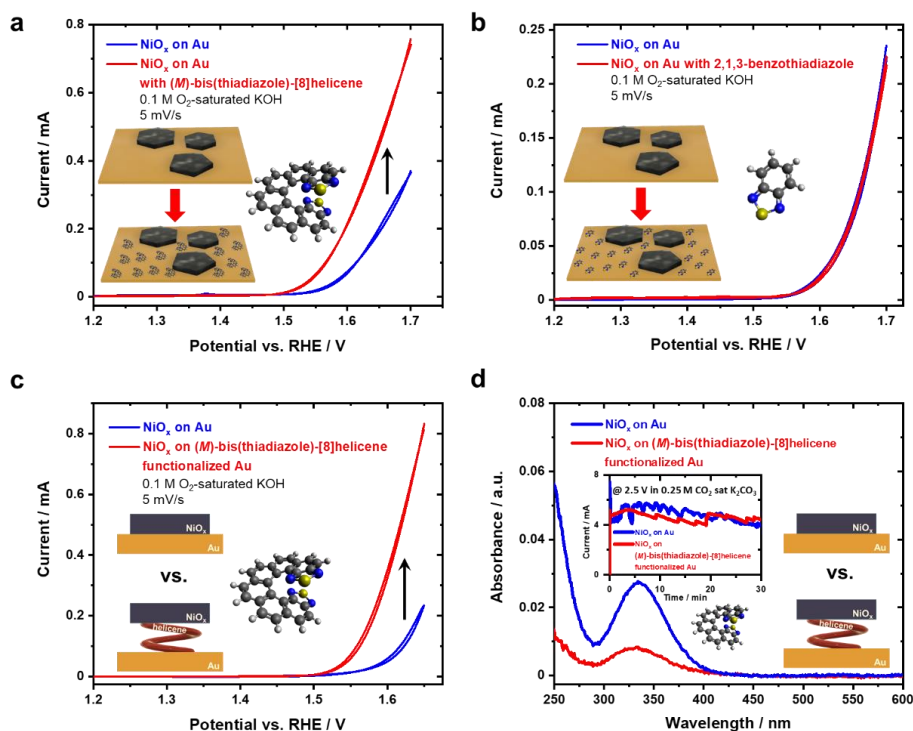 a
NiOx on Au
NiOx on Au
with (M)-bis(thiadiazole)-[8]helicene
0.1 M O2-saturated KOH
5 mV/s
Current / mA
0.8
0.6
0.4
0.2
0
1.2 1.3 1.4 1.5 1.6 1.7
Potential vs. RHE / V
b
NiOx on Au
NiOx on Au with 2,1,3-benzothiadiazole
0.1 M O2-saturated KOH
5 mV/s
Current / mA
0.25
0.20
0.15
0.10
0.05
0
1.2 1.3 1.4 1.5 1.6 1.7
Potential vs. RHE / V
c
NiOx on Au
NiOx on (M)-bis(thiadiazole)-[8]helicene
functionalized Au
0.1 M O2-saturated KOH
5 mV/s
NiOx
Au
vs.
NiOx
helicene
Au
Current / mA
0.8
0.6
0.4
0.2
0
1.2 1.3 1.4 1.5 1.6
Potential vs. RHE / V
d
NiOx on Au
NiOx on (M)-bis(thiadiazole)-[8]helicene
functionalized Au
@ 2.5 V in 0.25 M CO2 sat K2CO3
Current / mA
8
6
4
2
0
NiOx on Au
NiOx on
(M)-bis(thiadiazole)-[8]helicene
functionalized Au
0 10 20 30
Time / min
NiOx
Au
vs.
NiOx
helicene
Au
Absorbance / a.u.
0.08
0.06
0.04
0.02
0
250 300 350 400 450 500 550 600
Wavelength / nm